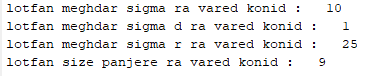 lotfan meghdar sigma ra vared konid :   10
lotfan meghdar sigma d ra vared konid :   1
lotfan meghdar sigma r ra vared konid :   25
lotfan size panjere ra vared konid :   9